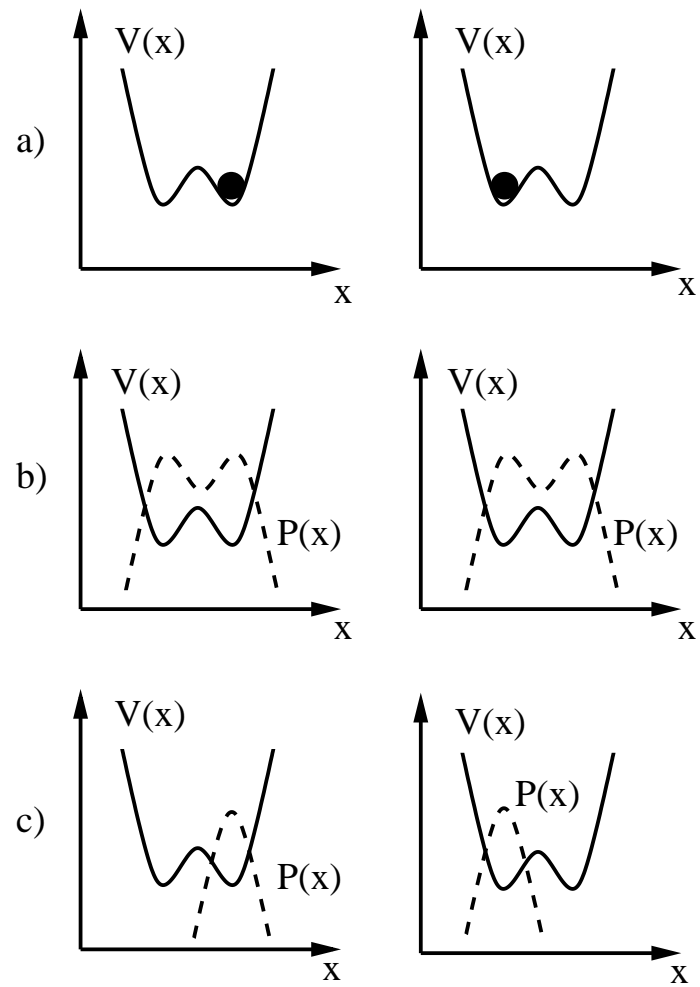 V(x) V(x)
a)
x x
V(x) V(x)
b)
P(x) P(x)
x x
V(x) V(x)
P(x)
c)
P(x)
x x